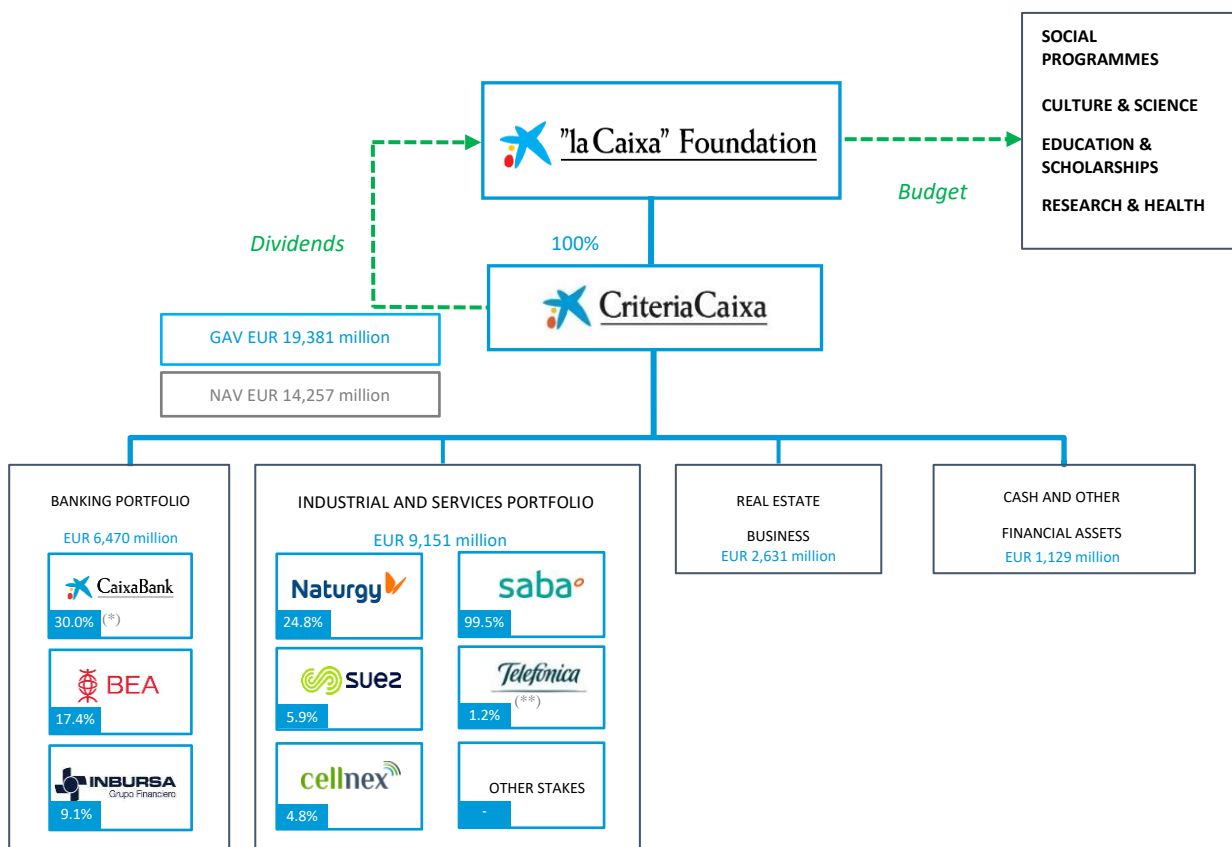 SOCIAL
PROGRAMMES
CULTURE & SCIENCE
EDUCATION &
SCHOLARSHIPS
RESEARCH & HEALTH
"la Caixa" Foundation
Budget
Dividends
100%
CriteriaCaixa
GAV EUR 19,381 million
NAV EUR 14,257 million
BANKING PORTFOLIO
EUR 6,470 million
CaixaBank
30.0% (*)
BEA
17.4%
INBURSA
Grupo Financiero
9.1%
INDUSTRIAL AND SERVICES PORTFOLIO
EUR 9,151 million
Naturgy
24.8%
saba
99.5%
suez
5.9%
Telefónica
(**)
1.2%
cellnex
4.8%
OTHER STAKES
-
REAL ESTATE
BUSINESS
EUR 2,631 million
CASH AND OTHER
FINANCIAL ASSETS
EUR 1,129 million